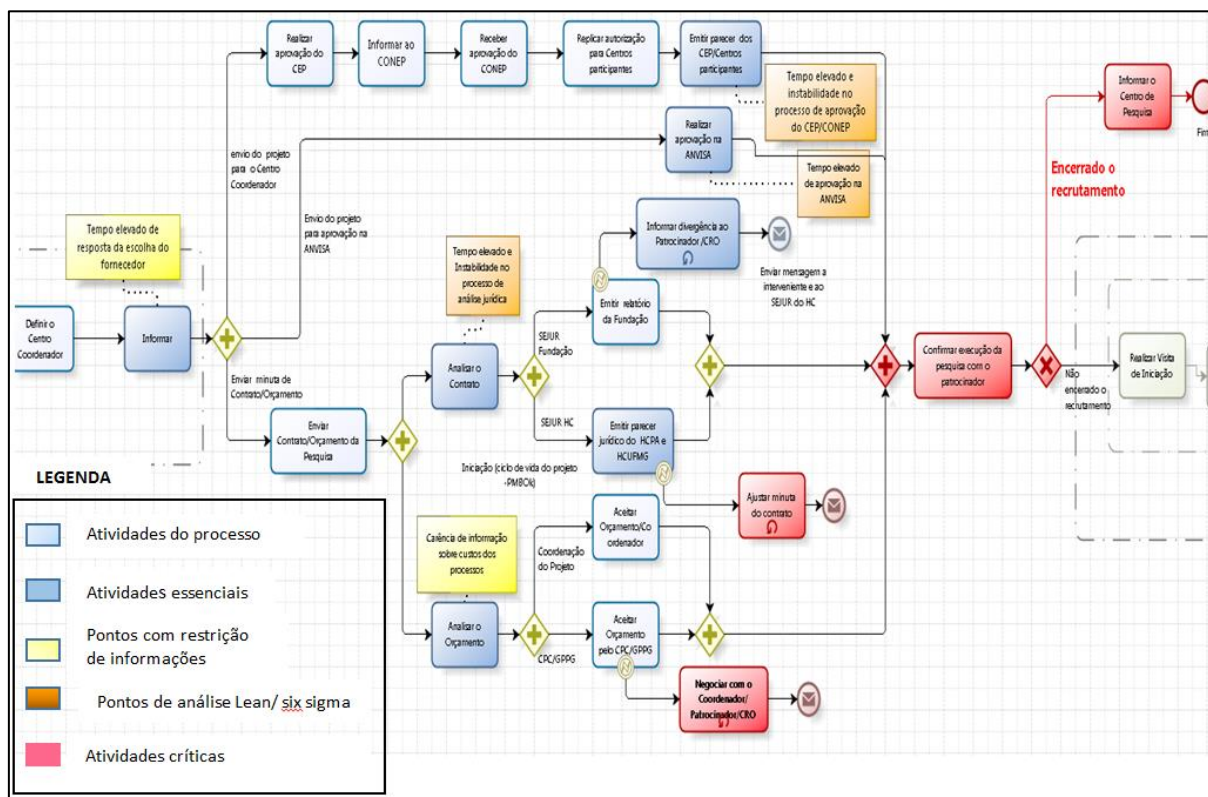 Realizar
aprovação do
CEP
Informar ao
CONEP
Receber
aprovação do
CONEP
Replicar autorização
para Centros
participantes
Emitir parecer dos
CEP/Centros
participantes
Tempo elevado e
instabilidade no
processo de aprovação
do CEP/CONEP
Informar o
Centro de
Pesquisa
Fim
envio do projeto
para o Centro
Coordenador
Realizar
aprovação na
ANVISA
Tempo elevado
de aprovação na
ANVISA
Encerrado o
recrutamento
Envio do projeto
para aprovação na
ANVISA
Tempo elevado de
resposta da escolha do
fornecedor
Tempo elevado e
Instabilidade no
processo de
análise jurídica
Informar divergência ao
Patrocinador /CRO
Enviar mensagem a
interveniente e ao
SEJUR do HC
Definir o
Centro
Coordenador
Informar
SEJUR
Fundação
Emitir relatório
da Fundação
Enviar minuta de
Contrato/Orçamento
Analisar o
Contrato
Confirmar execução da
pesquisa com o
patrocinador
Não
encerrado o
recrutamento
Realizar Visita
de Iniciação
Enviar
Contrato/Orçamento da
Pesquisa
SEJUR HC
Emitir parecer
jurídico do HCPA e
HCUFMG
Iniciação (ciclo de vida do projeto
-PMBOk)
Ajustar minuta
do contrato
Carência de informação
sobre custos dos
processos
Coordenação
do Projeto
Aceitar
Orçamento/Co
ordenador
Analisar o
Orçamento
CPC/GPPG
Aceitar
Orçamento
pelo CPC/GPPG
Negociar com o
Coordenador/
Patrocinador/CRO
LEGENDA
Atividades do processo
Atividades essenciais
Pontos com restrição
de informações
Pontos de análise Lean/ six sigma
Atividades críticas